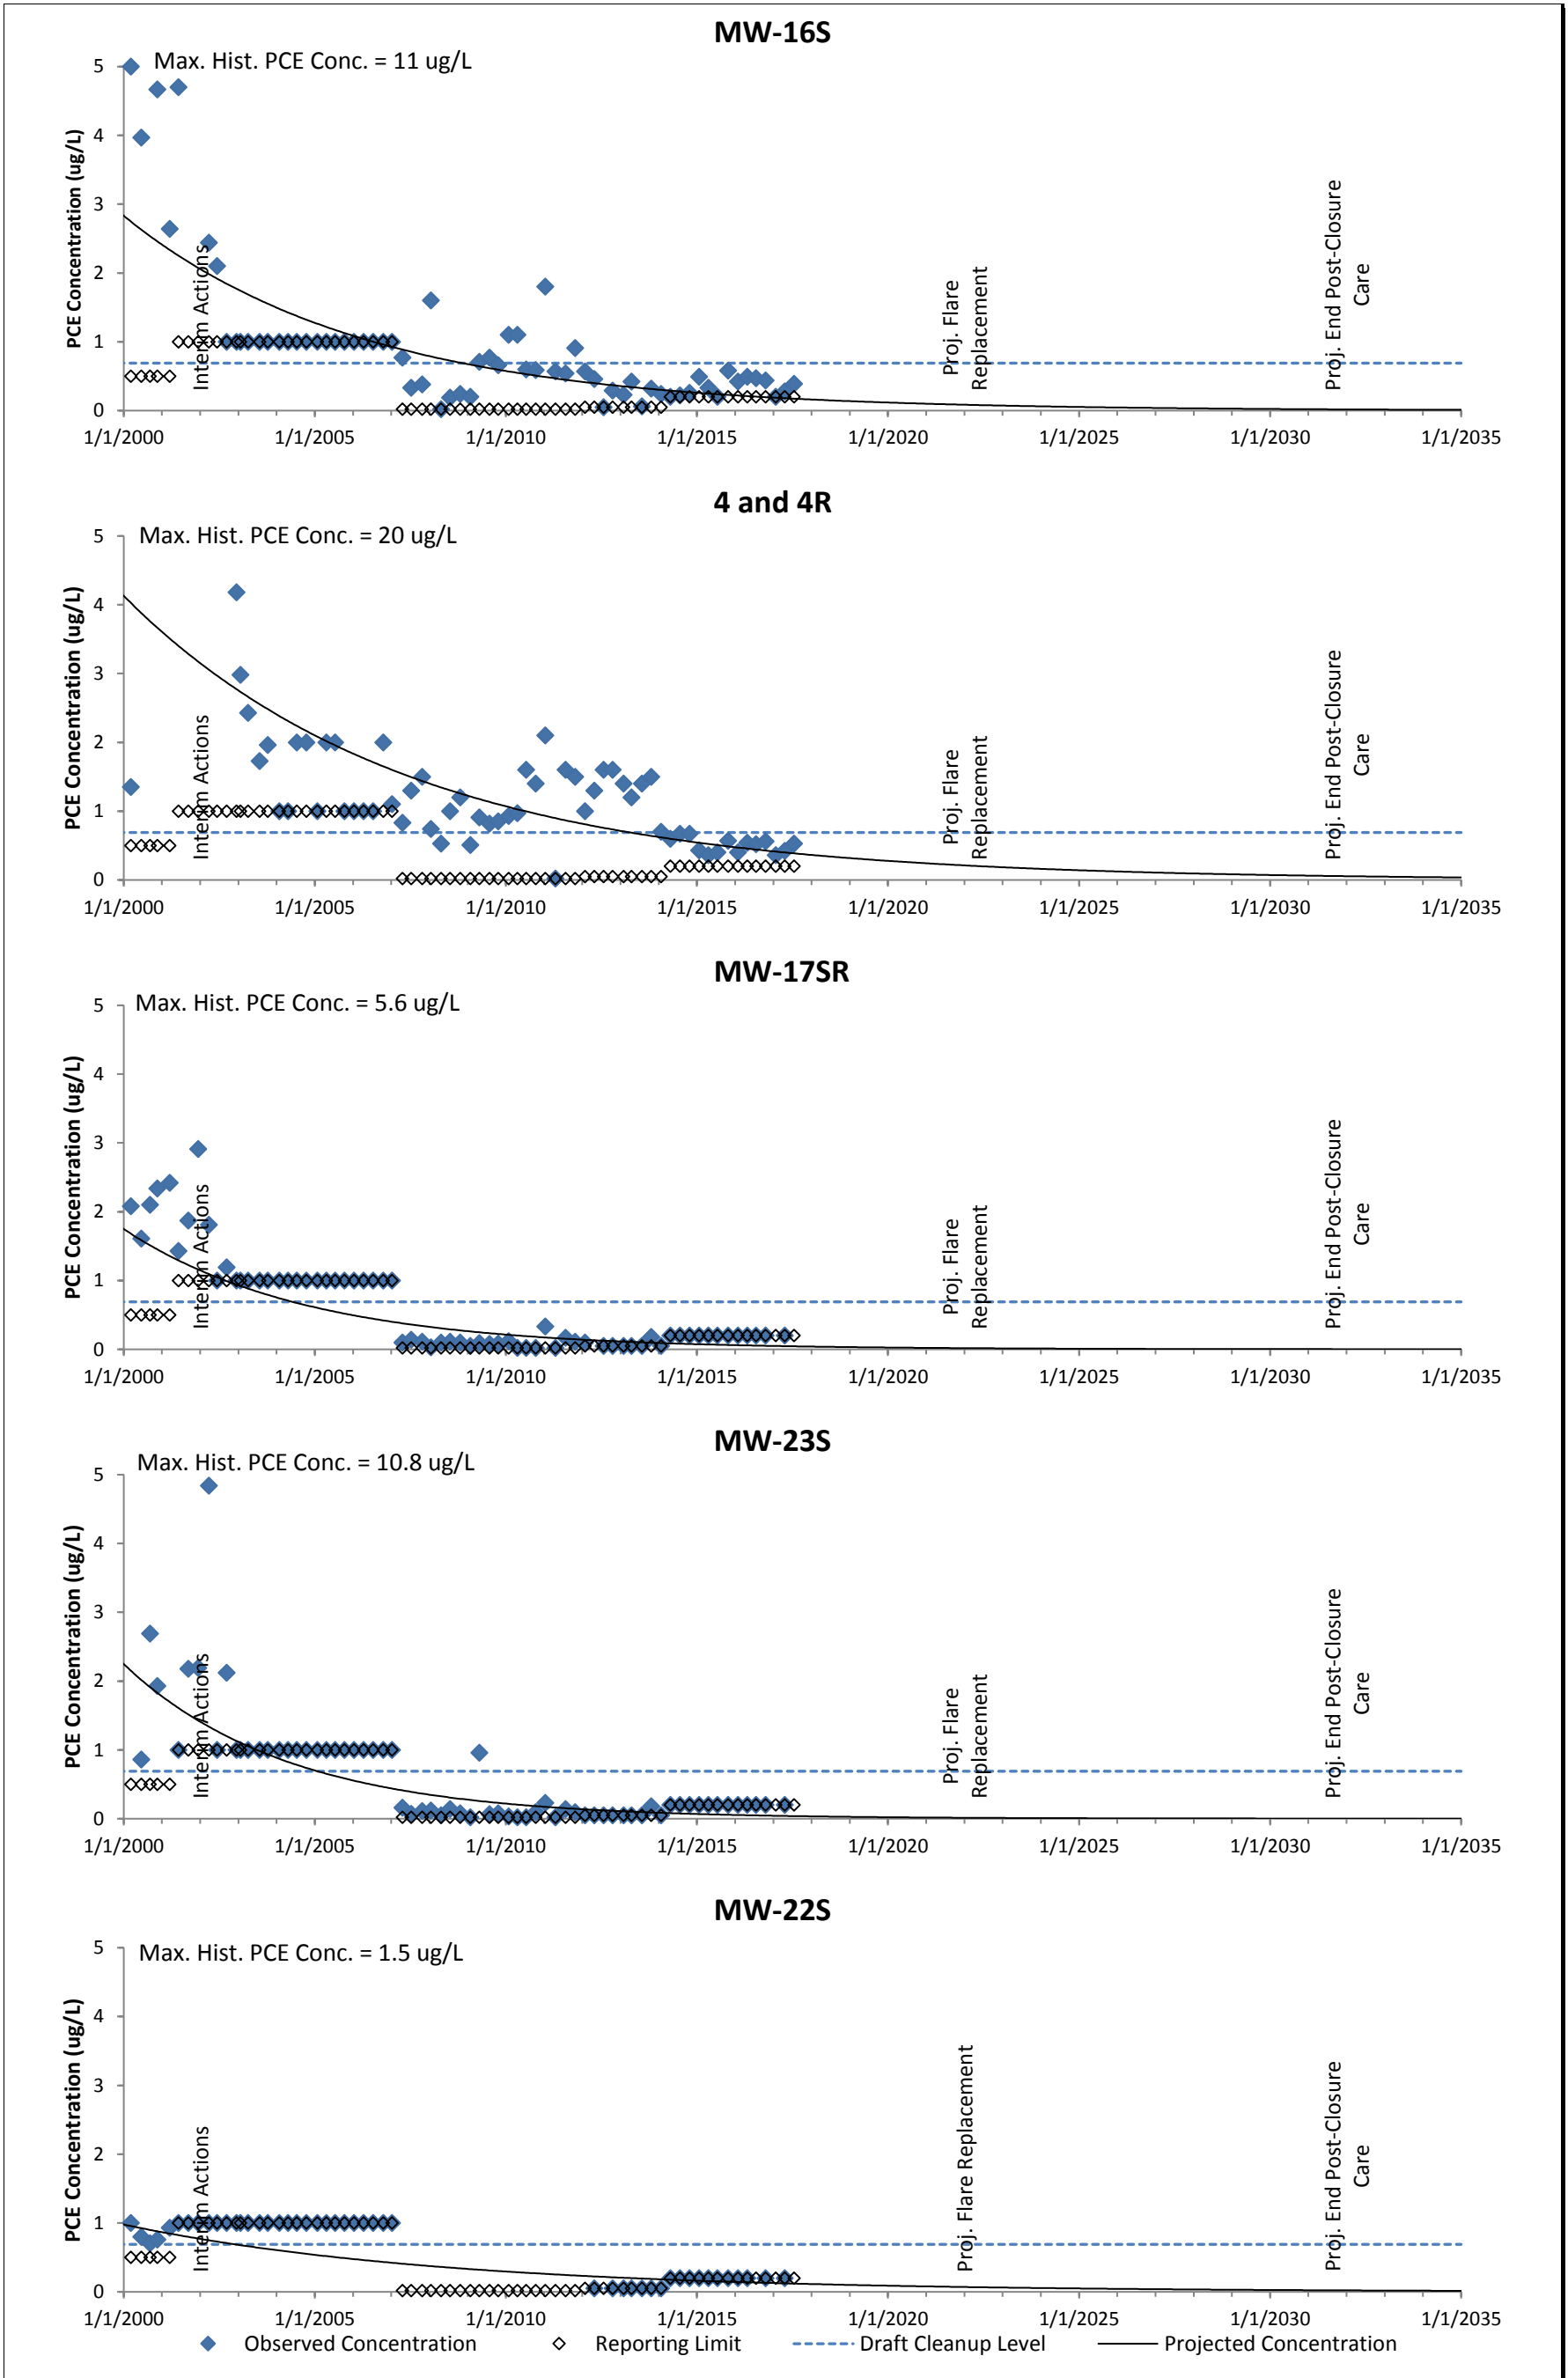 MW-16S
Max. Hist. PCE Conc. = 11 ug/L
PCE Concentration (ug/L)
5
4
3
2
1
0
Interim Actions
Proj. Flare
Replacement
Proj. End Post-Closure
Care
1/1/2000 1/1/2005 1/1/2010 1/1/2015 1/1/2020 1/1/2025 1/1/2030 1/1/2035
4 and 4R
Max. Hist. PCE Conc. = 20 ug/L
PCE Concentration (ug/L)
5
4
3
2
1
0
Interim Actions
Proj. Flare
Replacement
Proj. End Post-Closure
Care
1/1/2000 1/1/2005 1/1/2010 1/1/2015 1/1/2020 1/1/2025 1/1/2030 1/1/2035
MW-17SR
Max. Hist. PCE Conc. = 5.6 ug/L
PCE Concentration (ug/L)
5
4
3
2
1
0
Interim Actions
Proj. Flare
Replacement
Proj. End Post-Closure
Care
1/1/2000 1/1/2005 1/1/2010 1/1/2015 1/1/2020 1/1/2025 1/1/2030 1/1/2035
MW-23S
Max. Hist. PCE Conc. = 10.8 ug/L
PCE Concentration (ug/L)
5
4
3
2
1
0
Interim Actions
Proj. Flare
Replacement
Proj. End Post-Closure
Care
1/1/2000 1/1/2005 1/1/2010 1/1/2015 1/1/2020 1/1/2025 1/1/2030 1/1/2035
MW-22S
Max. Hist. PCE Conc. = 1.5 ug/L
PCE Concentration (ug/L)
5
4
3
2
1
0
Interim Actions
Proj. Flare Replacement
Proj. End Post-Closure
Care
1/1/2000 1/1/2005 1/1/2010 1/1/2015 1/1/2020 1/1/2025 1/1/2030 1/1/2035
Observed Concentration Reporting Limit Draft Cleanup Level Projected Concentration